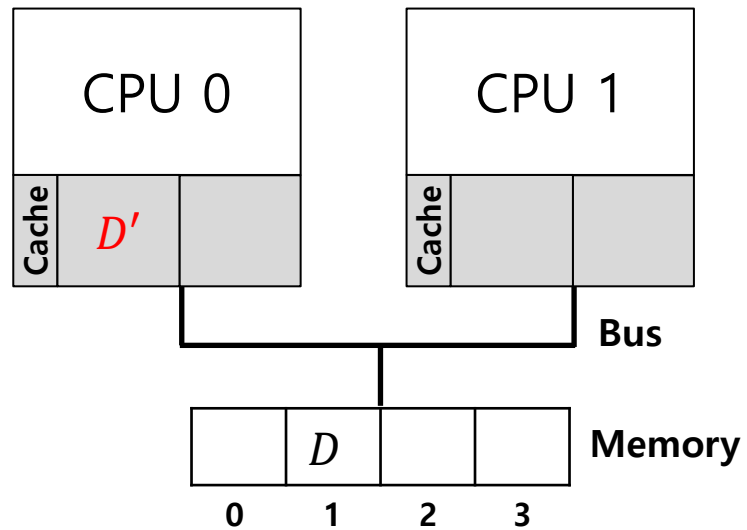 CPU 0
CPU 1
Cache
D′
Cache
Bus
D
Memory
0 1 2 3